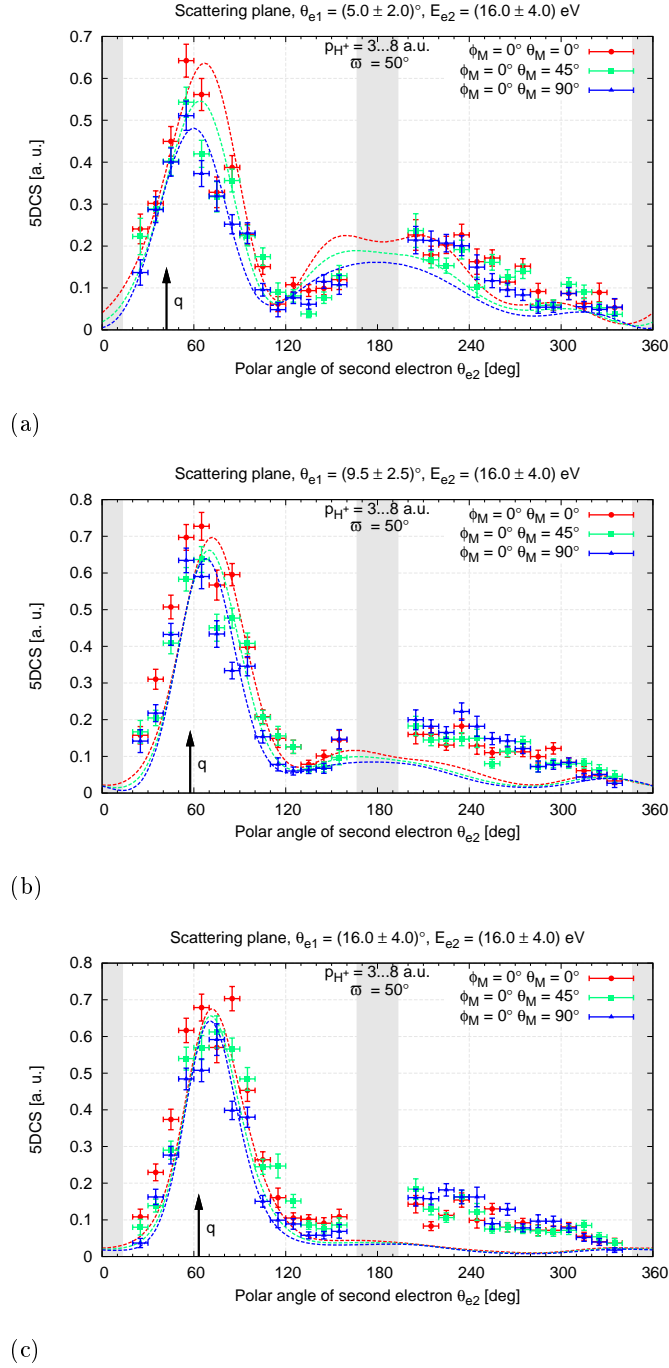 Scattering plane, θe1 = (5.0 ± 2.0)°, Ee2 = (16.0 ± 4.0) eV
pH+ = 3...8 a.u.
ϖ = 50°
ϕM = 0° θM = 0°
ϕM = 0° θM = 45°
ϕM = 0° θM = 90°
5DCS [a. u.]
0.7
0.6
0.5
0.4
0.3
0.2
0.1
0
q
0 60 120 180 240 300 360
Polar angle of second electron θe2 [deg]
(a)
Scattering plane, θe1 = (9.5 ± 2.5)°, Ee2 = (16.0 ± 4.0) eV
pH+ = 3...8 a.u.
ϖ = 50°
ϕM = 0° θM = 0°
ϕM = 0° θM = 45°
ϕM = 0° θM = 90°
5DCS [a. u.]
0.8
0.7
0.6
0.5
0.4
0.3
0.2
0.1
0
q
0 60 120 180 240 300 360
Polar angle of second electron θe2 [deg]
(b)
Scattering plane, θe1 = (16.0 ± 4.0)°, Ee2 = (16.0 ± 4.0) eV
pH+ = 3...8 a.u.
ϖ = 50°
ϕM = 0° θM = 0°
ϕM = 0° θM = 45°
ϕM = 0° θM = 90°
5DCS [a. u.]
0.8
0.7
0.6
0.5
0.4
0.3
0.2
0.1
0
q
0 60 120 180 240 300 360
Polar angle of second electron θe2 [deg]
(c)